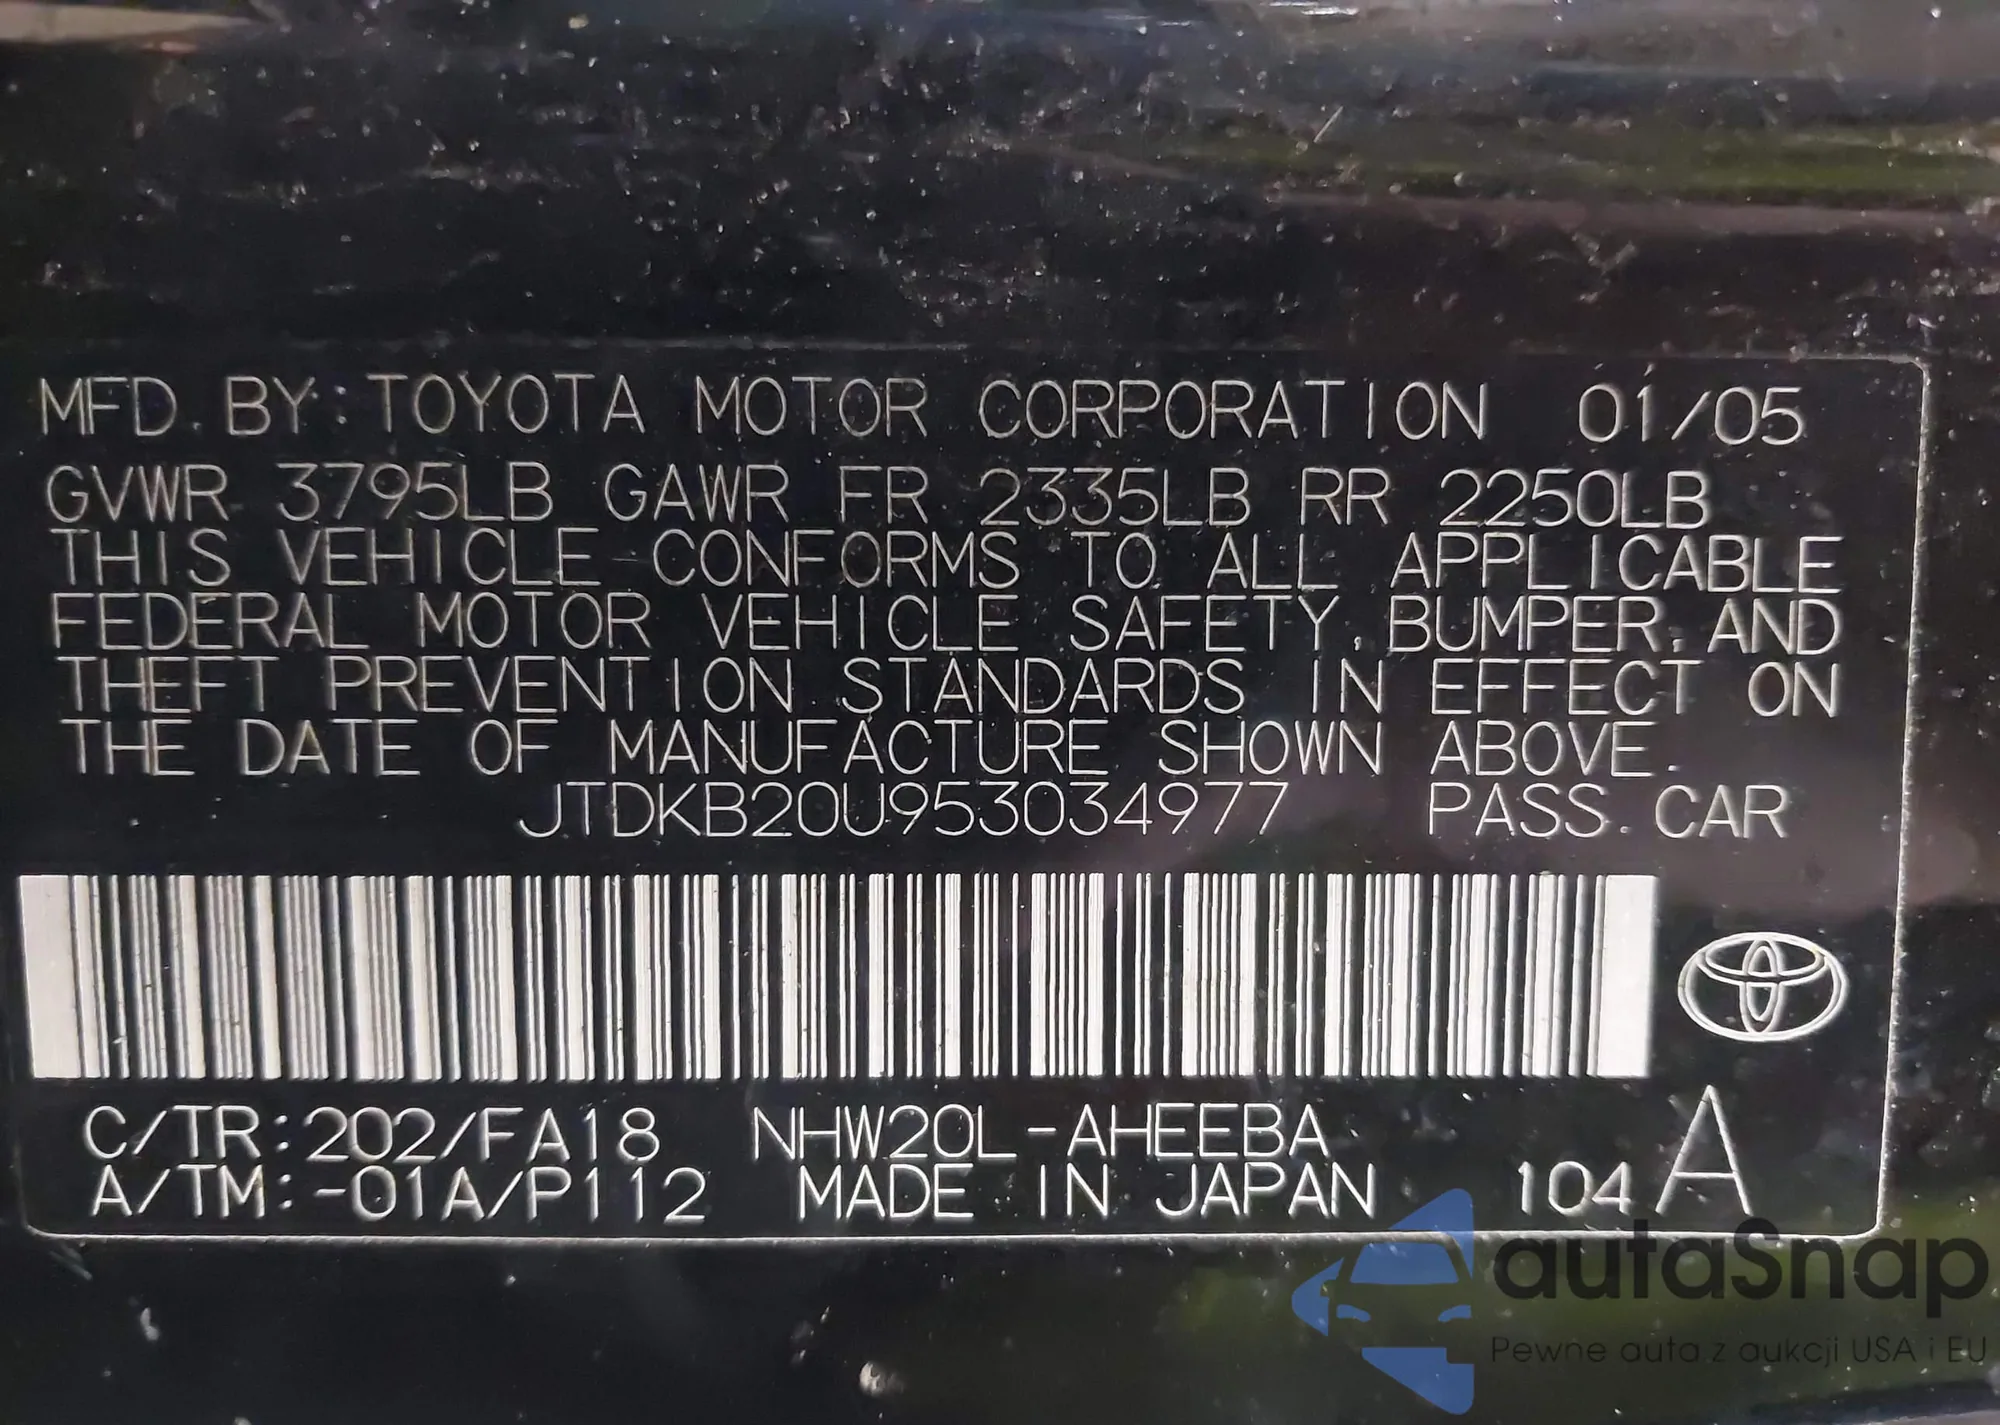 MFD. BY: TOYOTA MOTOR CORPORATION 01/05
GVWR 3795LB GAWR FR 2335LB RR 2250LB
THIS VEHICLE CONFORMS TO ALL APPLICABLE
FEDERAL MOTOR VEHICLE SAFETY, BUMPER, AND
THEFT PREVENTION STANDARDS IN EFFECT ON
THE DATE OF MANUFACTURE SHOWN ABOVE.
JTDKB20U953034977 PASS. CAR
C/TR:202/FA18 NHW20L-AHEEBA
A/TM:-01A/P112 MADE IN JAPAN 104 A
autaSnap
Pewne auta z aukcji USA i EU